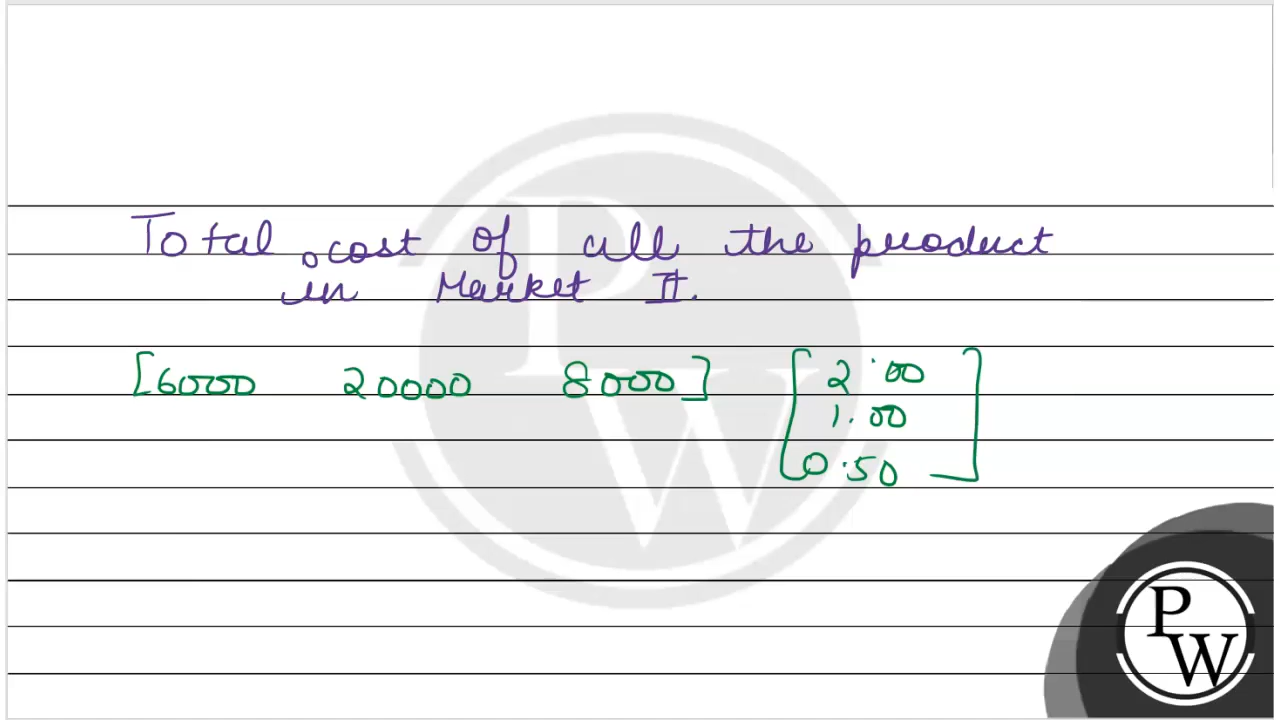 Total cost of all the product
in Market II.
[6000 20000 8000] [2.00
1.00
0.50]
P
W
P
W